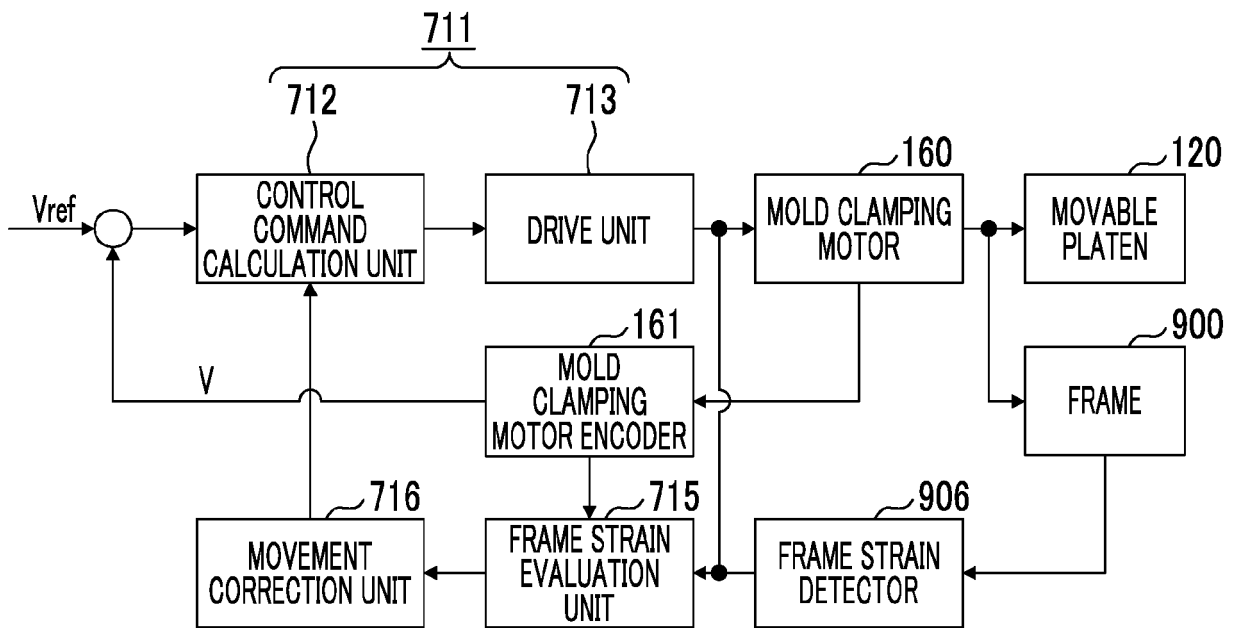 711
712
713
160
120
Vref
CONTROL
COMMAND
CALCULATION UNIT
DRIVE UNIT
MOLD CLAMPING
MOTOR
MOVABLE
PLATEN
161
900
V
MOLD
CLAMPING
MOTOR ENCODER
FRAME
716
715
906
MOVEMENT
CORRECTION UNIT
FRAME STRAIN
EVALUATION
UNIT
FRAME STRAIN
DETECTOR